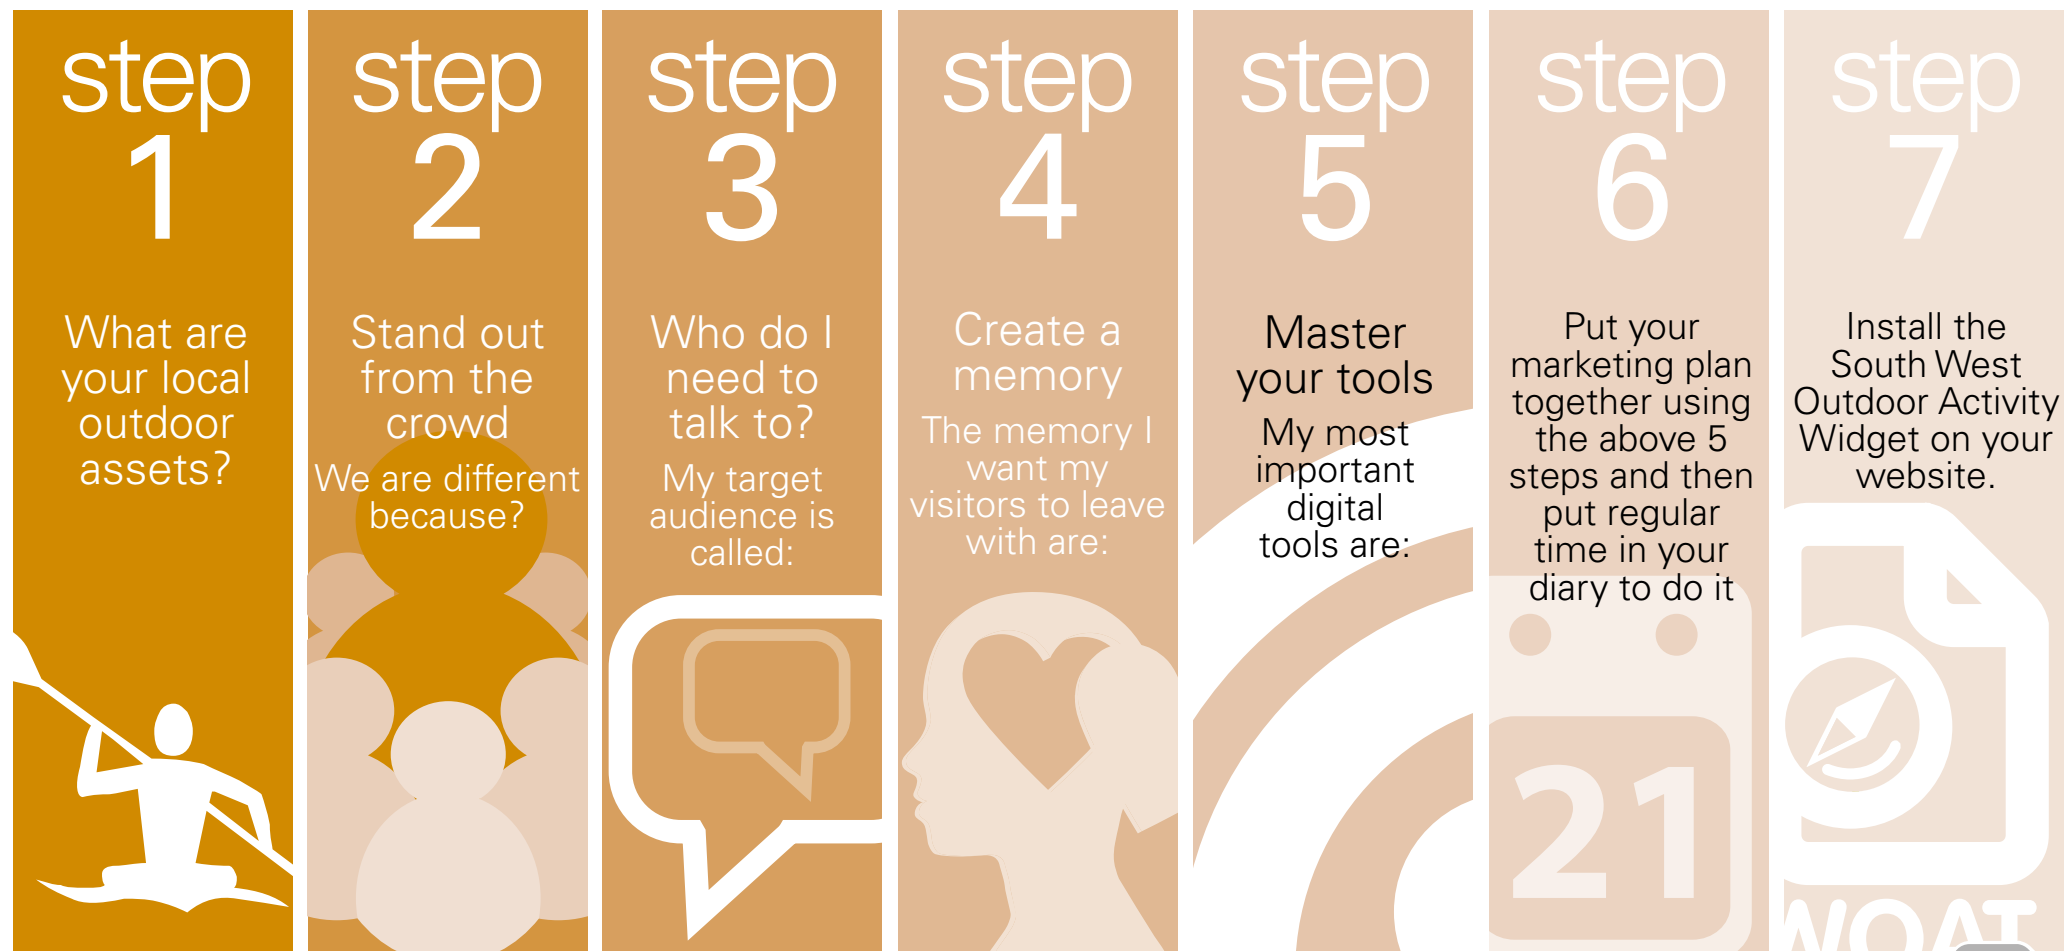 step
1
What are
your local
outdoor
assets?
step
2
Stand out
from the
crowd
We are different
because?
step
3
Who do I
need to
talk to?
My target
audience is
called:
step
4
Create a
memory
The memory I
want my
visitors to leave
with are:
step
5
Master
your tools
My most
important
digital
tools are:
step
6
Put your
marketing plan
together using
the above 5
steps and then
put regular
time in your
diary to do it
21
step
7
Install the
South West
Outdoor Activity
Widget on your
website.